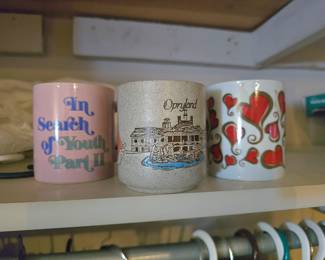 In
Search
of Youth
Part II
Opryland